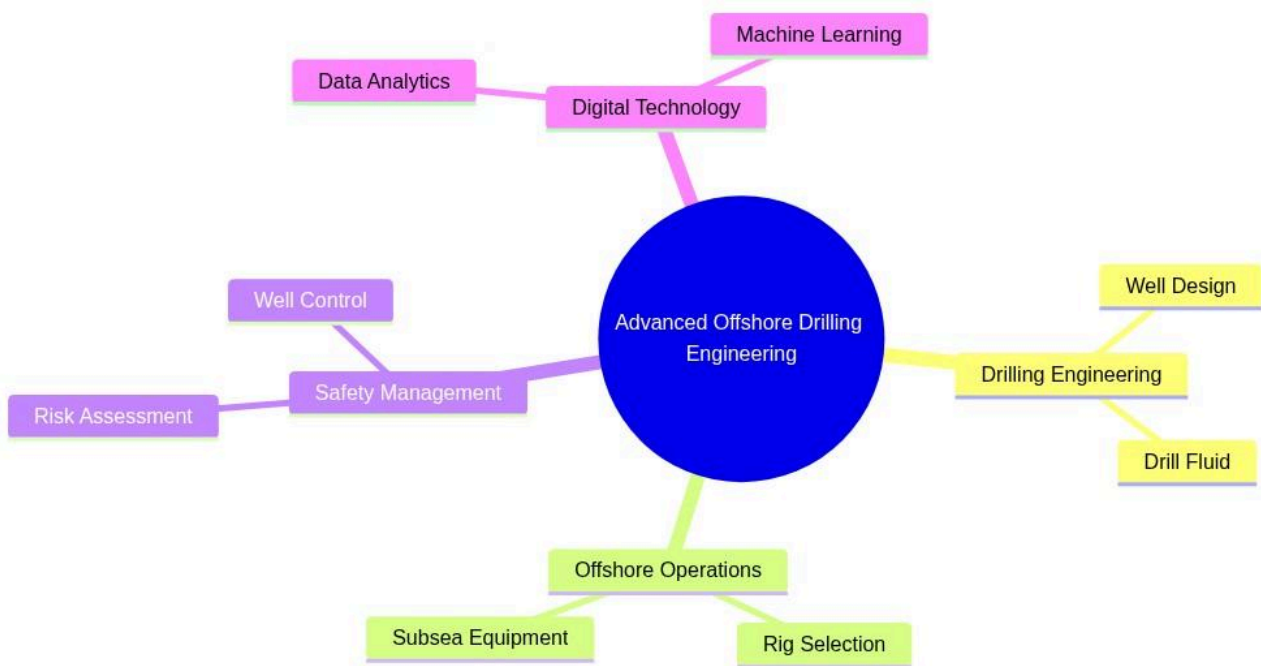 Machine Learning
Data Analytics
Digital Technology
Well Control
Safety Management
Risk Assessment
Advanced Offshore Drilling
Engineering
Well Design
Drilling Engineering
Drill Fluid
Offshore Operations
Subsea Equipment
Rig Selection